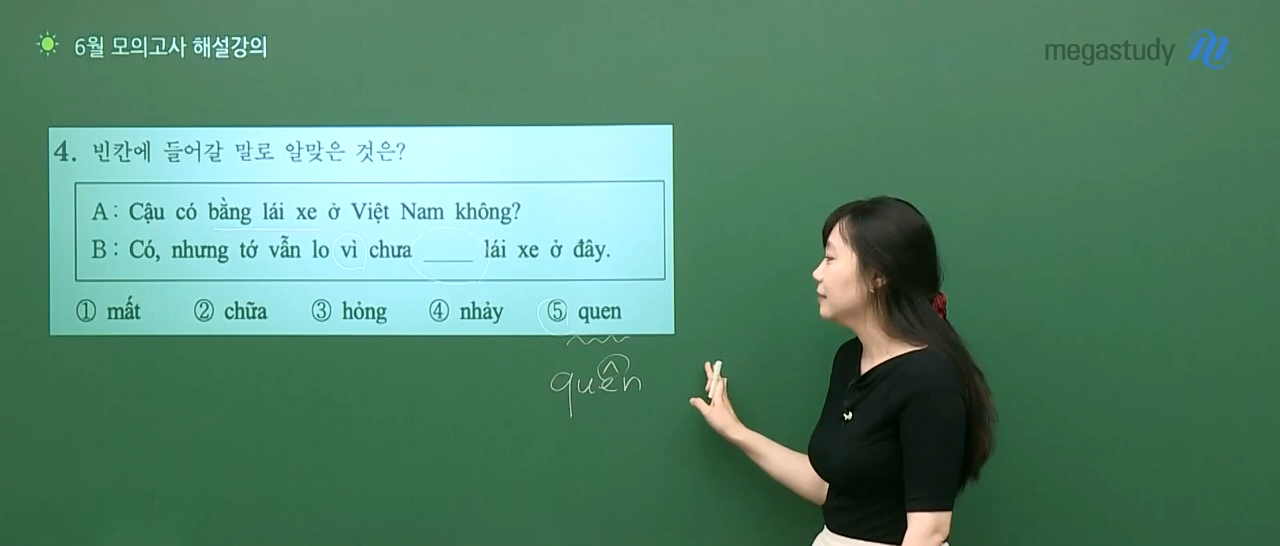 6월 모의고사 해설강의
megastudy
4. 빈칸에 들어갈 말로 알맞은 것은?
A: Cậu có bằng lái xe ở Việt Nam không?
B: Có, nhưng tớ vẫn lo vì chưa ____ lái xe ở đây.
① mất ② chữa ③ hỏng ④ nhảy ⑤ quen
quên